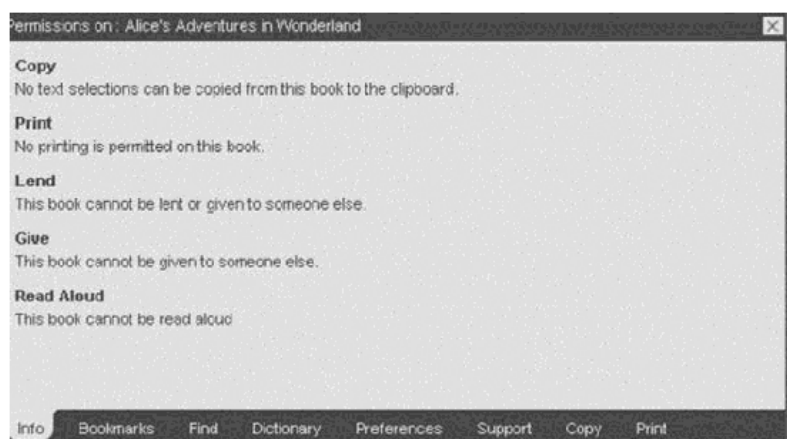 Permissions on : Alice's Adventures in Wonderland
Copy
No text selections can be copied from this book to the clipboard.
Print
No printing is permitted on this book.
Lend
This book cannot be lent or given to someone else.
Give
This book cannot be given to someone else.
Read Aloud
This book cannot be read aloud
Info Bookmarks Find Dictionary Preferences Support Copy Print